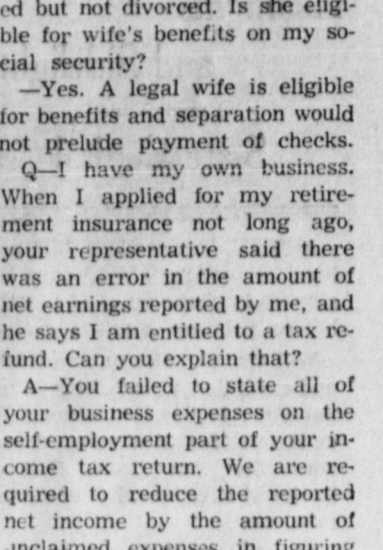 ed but not divorced. Is she eligi-
ble for wife's benefits on my so-
cial security?
—Yes. A legal wife is eligible
for benefits and separation would
not prelude payment of checks.
Q—I have my own business.
When I applied for my retire-
ment insurance not long ago,
your representative said there
was an error in the amount of
net earnings reported by me, and
he says I am entitled to a tax re-
fund. Can you explain that?
A—You failed to state all of
your business expenses on the
self-employment part of your in-
come tax return. We are re-
quired to reduce the reported
net income by the amount of
unclaimed expenses in figuring